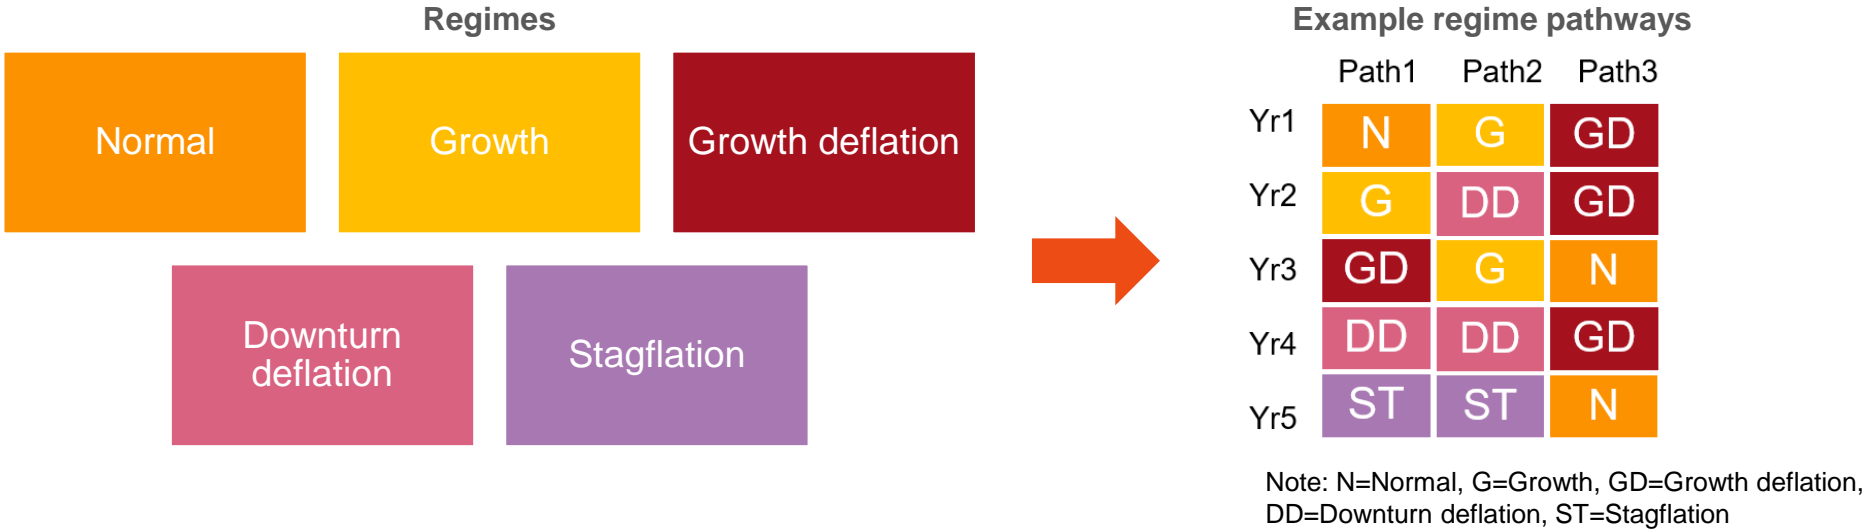 Regimes
Normal
Growth
Growth deflation
Downturn
deflation
Stagflation
Example regime pathways
Path1 Path2 Path3
Yr1 N G GD
Yr2 G DD GD
Yr3 GD G N
Yr4 DD DD GD
Yr5 ST ST N
Note: N=Normal, G=Growth, GD=Growth deflation,
DD=Downturn deflation, ST=Stagflation